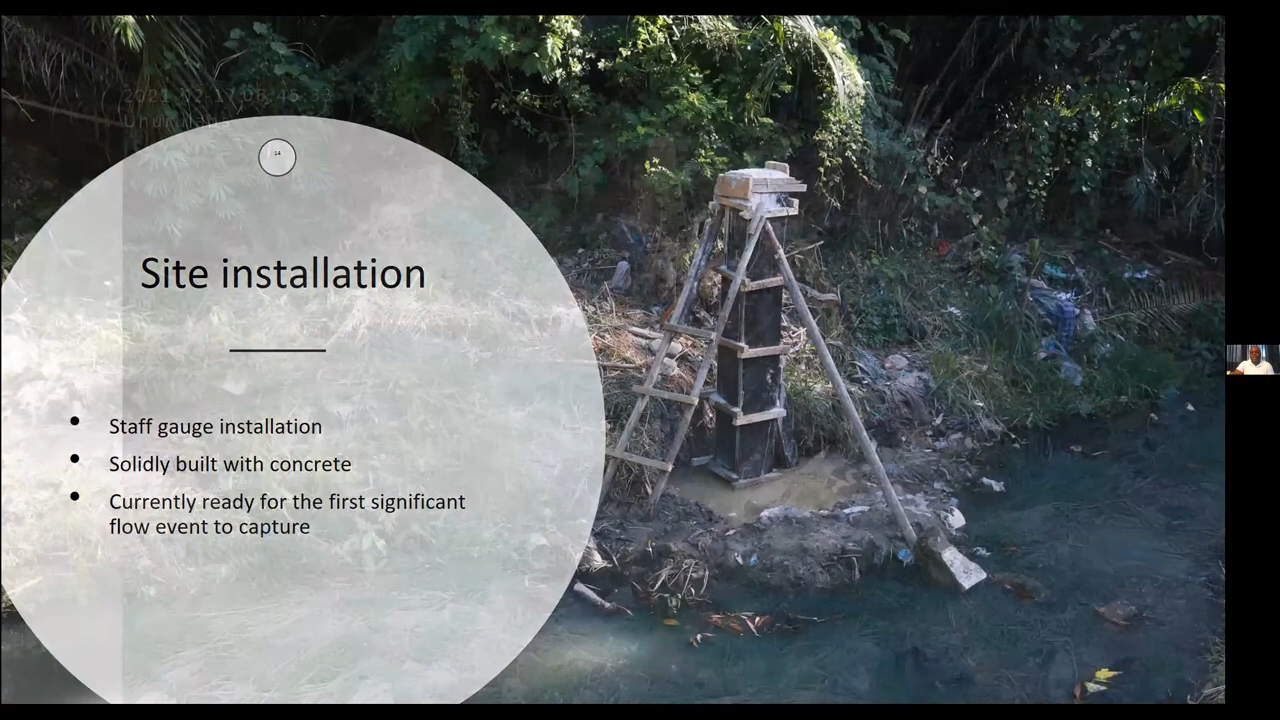 14
Site installation
Staff gauge installation
Solidly built with concrete
Currently ready for the first significant
flow event to capture